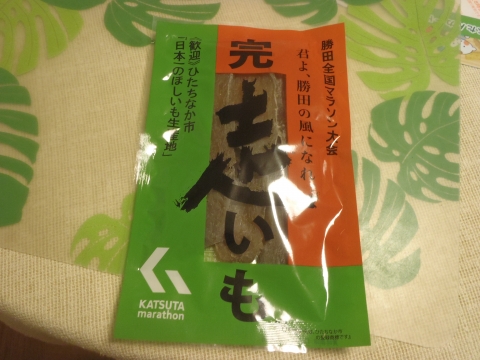 勝田全国マラソン大会
君よ、勝田の風になれ
完走いも
《歓迎》ひたちなか市
「日本一のほしいも生産地」
KATSUTA
marathon